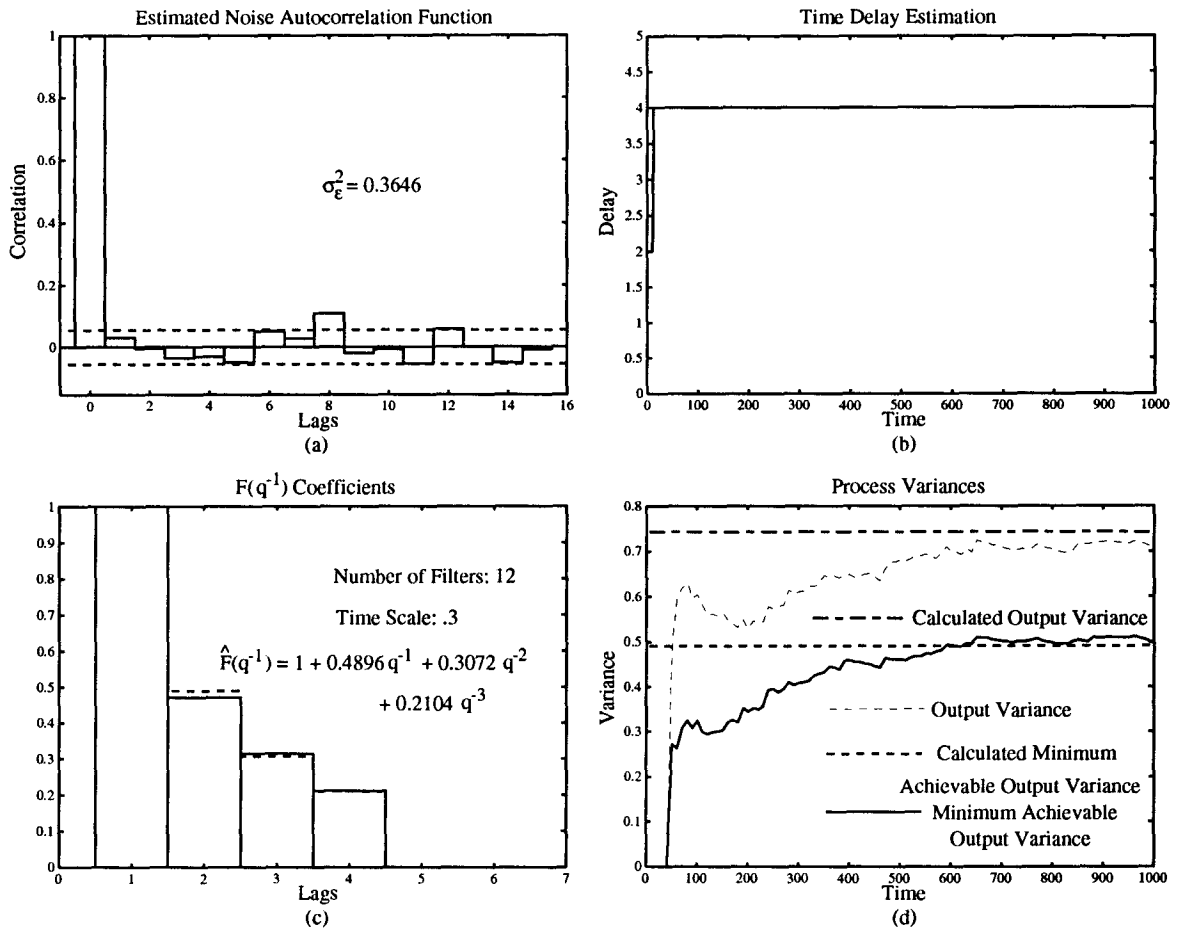 Estimated Noise Autocorrelation Function
1
0.8
0.6
0.4
0.2
0
Correlation
σ_ε^2 = 0.3646
0 2 4 6 8 10 12 14 16
Lags
(a)
Time Delay Estimation
5
4.5
4
3.5
3
2.5
2
1.5
1
0.5
0
Delay
0 100 200 300 400 500 600 700 800 900 1000
Time
(b)
F(q^-1) Coefficients
1
0.9
0.8
0.7
0.6
0.5
0.4
0.3
0.2
0.1
0
Number of Filters: 12
Time Scale: .3
F̂(q^-1) = 1 + 0.4896 q^-1 + 0.3072 q^-2
+ 0.2104 q^-3
0 1 2 3 4 5 6 7
Lags
(c)
Process Variances
0.8
0.7
0.6
0.5
0.4
0.3
0.2
0.1
0
Variance
Calculated Output Variance
Output Variance
Calculated Minimum
Achievable Output Variance
Minimum Achievable
Output Variance
0 100 200 300 400 500 600 700 800 900 1000
Time
(d)